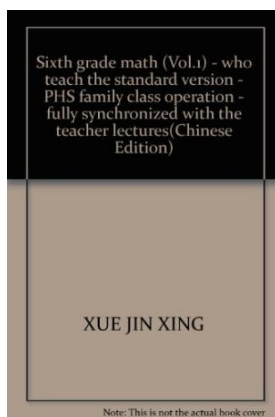 Sixth grade math (Vol.1) - who
teach the standard version -
PHS family class operation -
fully synchronized with the
teacher lectures(Chinese
Edition)
XUE JIN XING
Note: This is not the actual book cover